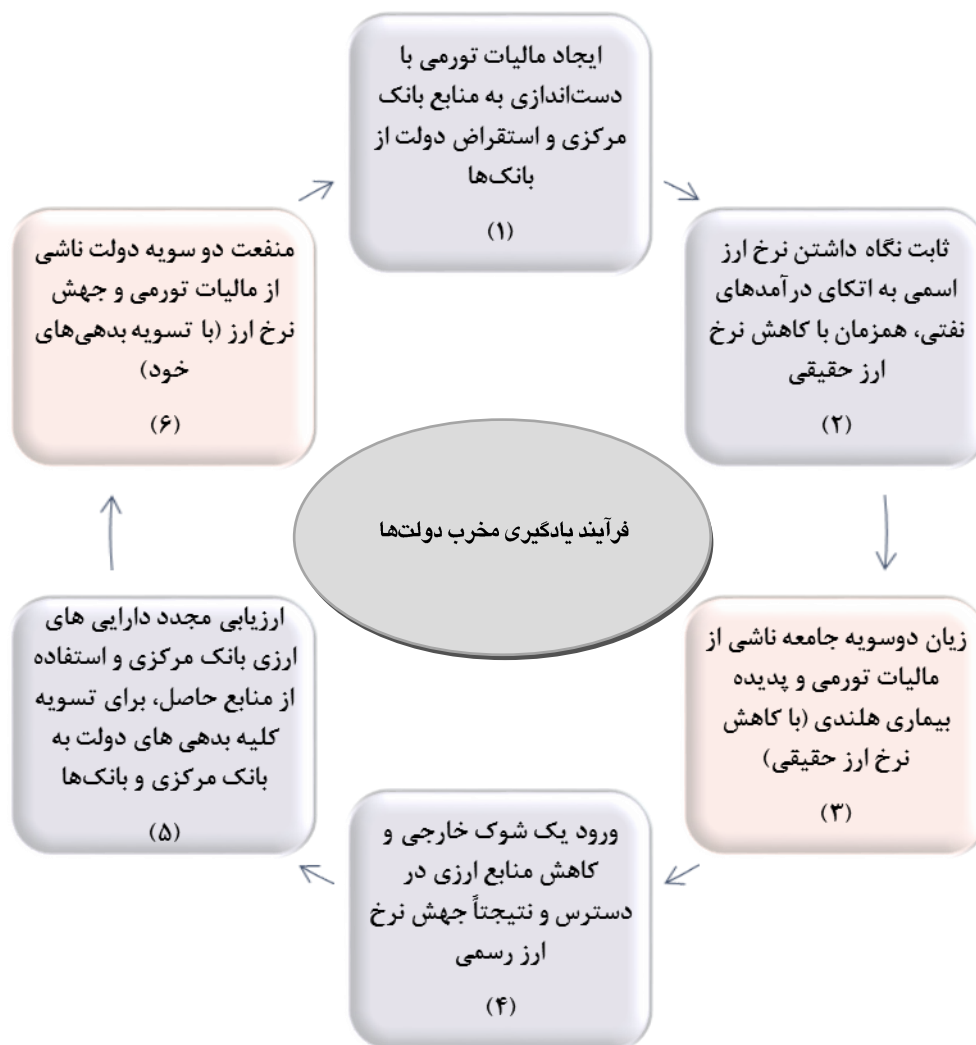 ایجاد مالیات تورمی با
دست‌اندازی به منابع بانک
مرکزی و استقراض دولت از
بانک‌ها
(۱)
ثابت نگاه داشتن نرخ ارز
اسمی به اتکای درآمدهای
نفتی، همزمان با کاهش نرخ
ارز حقیقی
(۲)
زیان دوسویه جامعه ناشی از
مالیات تورمی و پدیده
بیماری هلندی (با کاهش
نرخ ارز حقیقی)
(۳)
ورود یک شوک خارجی و
کاهش منابع ارزی در
دسترس و نتیجتاً جهش نرخ
ارز رسمی
(۴)
ارزیابی مجدد دارایی های
ارزی بانک مرکزی و استفاده
از منابع حاصل، برای تسویه
کلیه بدهی های دولت به
بانک مرکزی و بانک‌ها
(۵)
منفعت دو سویه دولت ناشی
از مالیات تورمی و جهش
نرخ ارز (با تسویه بدهی‌های
خود)
(۶)
فرآیند یادگیری مخرب دولت‌ها